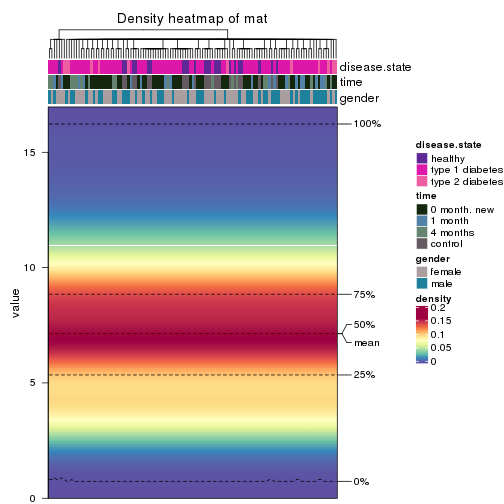 Density heatmap of mat
disease.state
time
gender
value
15
10
5
0
100%
75%
50%
mean
25%
0%
disease.state
healthy
type 1 diabetes
type 2 diabetes
time
0 month. new
1 month
4 months
control
gender
female
male
density
0.2
0.15
0.1
0.05
0